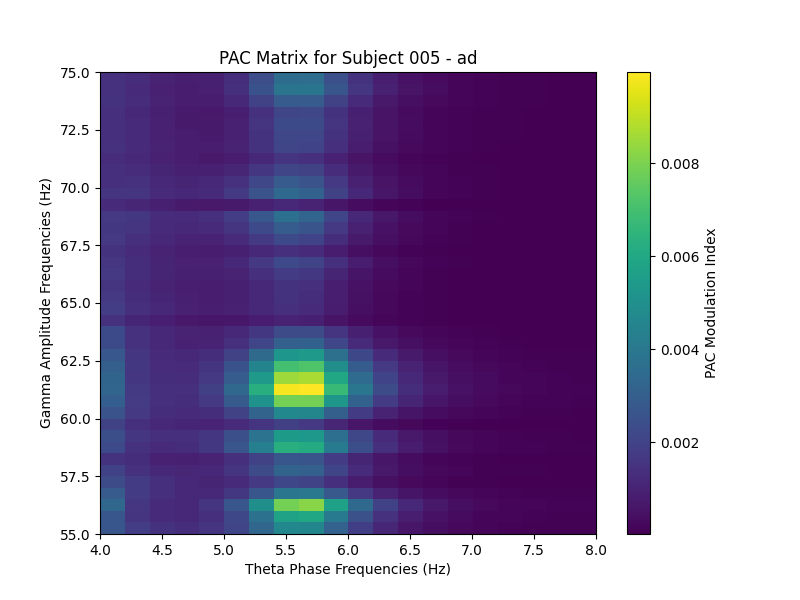 PAC Matrix for Subject 005 - ad
75.0
72.5
70.0
67.5
65.0
62.5
60.0
57.5
55.0
Gamma Amplitude Frequencies (Hz)
4.0 4.5 5.0 5.5 6.0 6.5 7.0 7.5 8.0
Theta Phase Frequencies (Hz)
0.008
0.006
0.004
0.002
PAC Modulation Index